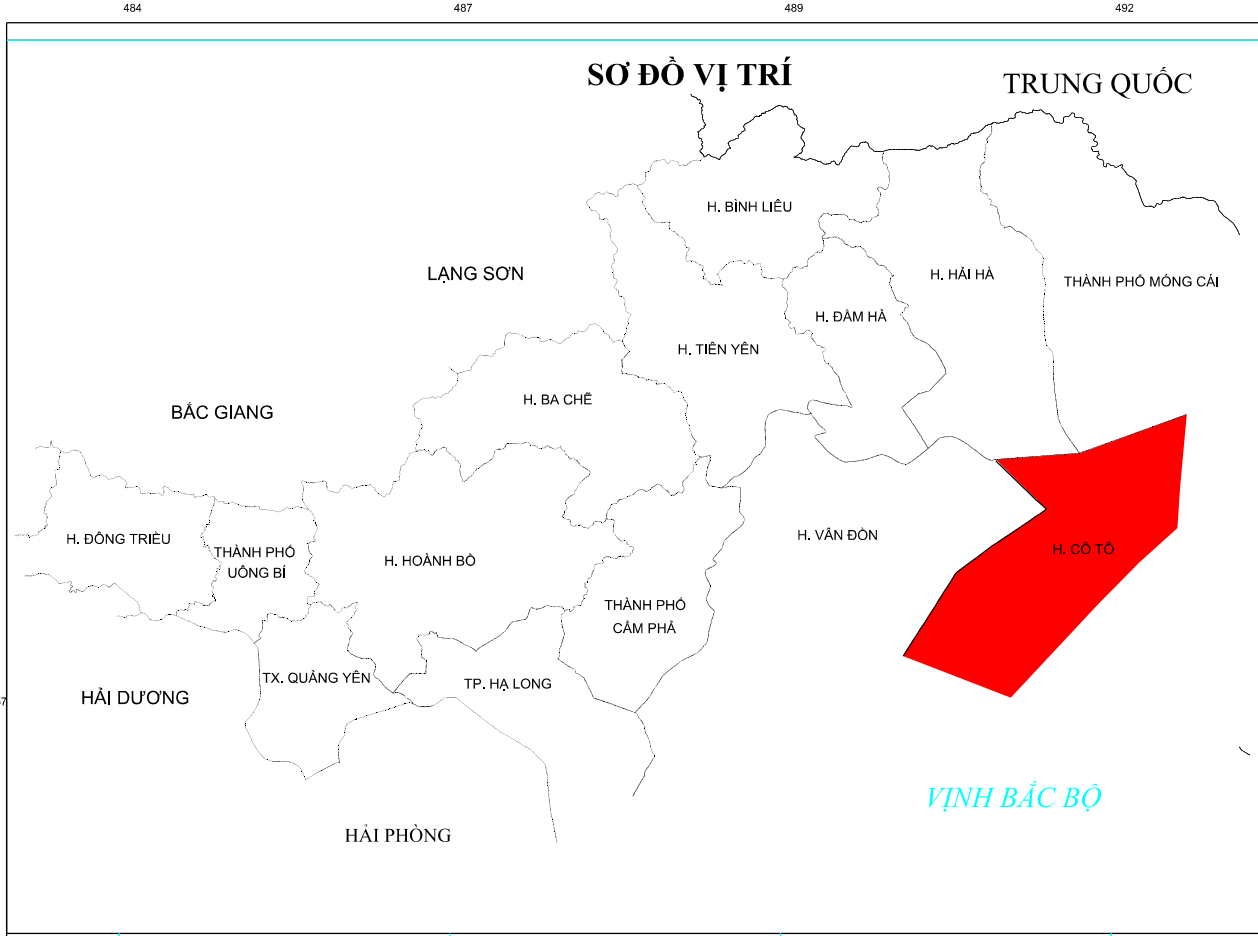 484 487 489 492
SƠ ĐỒ VỊ TRÍ
TRUNG QUỐC
H. BÌNH LIÊU
LẠNG SƠN
H. HẢI HÀ
THÀNH PHỐ MÓNG CÁI
H. ĐẦM HÀ
H. TIÊN YÊN
H. BA CHẼ
BẮC GIANG
H. ĐÔNG TRIỀU
THÀNH PHỐ
UÔNG BÍ
H. HOÀNH BỒ
H. VÂN ĐỒN
H. CÔ TÔ
THÀNH PHỐ
CẨM PHẢ
TX. QUẢNG YÊN
TP. HẠ LONG
HẢI DƯƠNG
VỊNH BẮC BỘ
HẢI PHÒNG